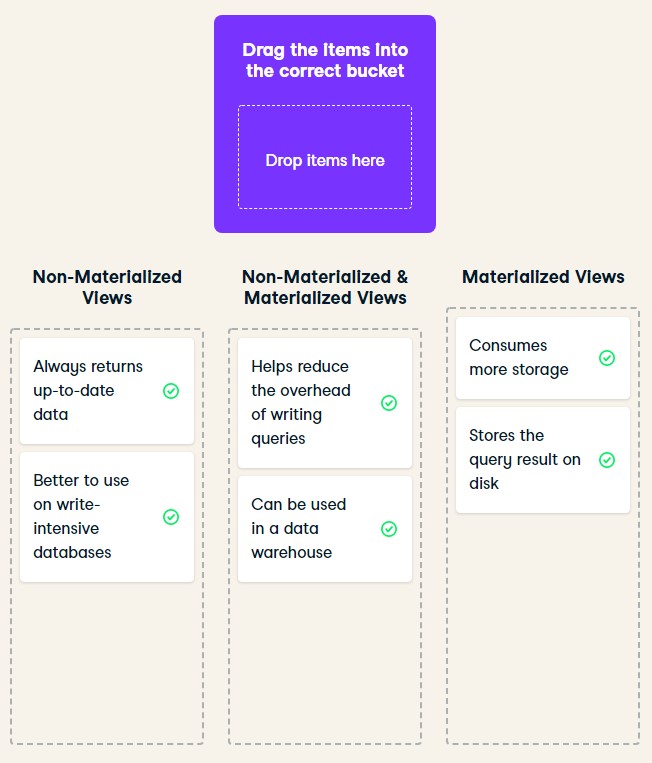 Drag the items into
the correct bucket
Drop items here
Non-Materialized
Views
Always returns
up-to-date
data
Better to use
on write-
intensive
databases
Non-Materialized &
Materialized Views
Helps reduce
the overhead
of writing
queries
Can be used
in a data
warehouse
Materialized Views
Consumes
more storage
Stores the
query result on
disk